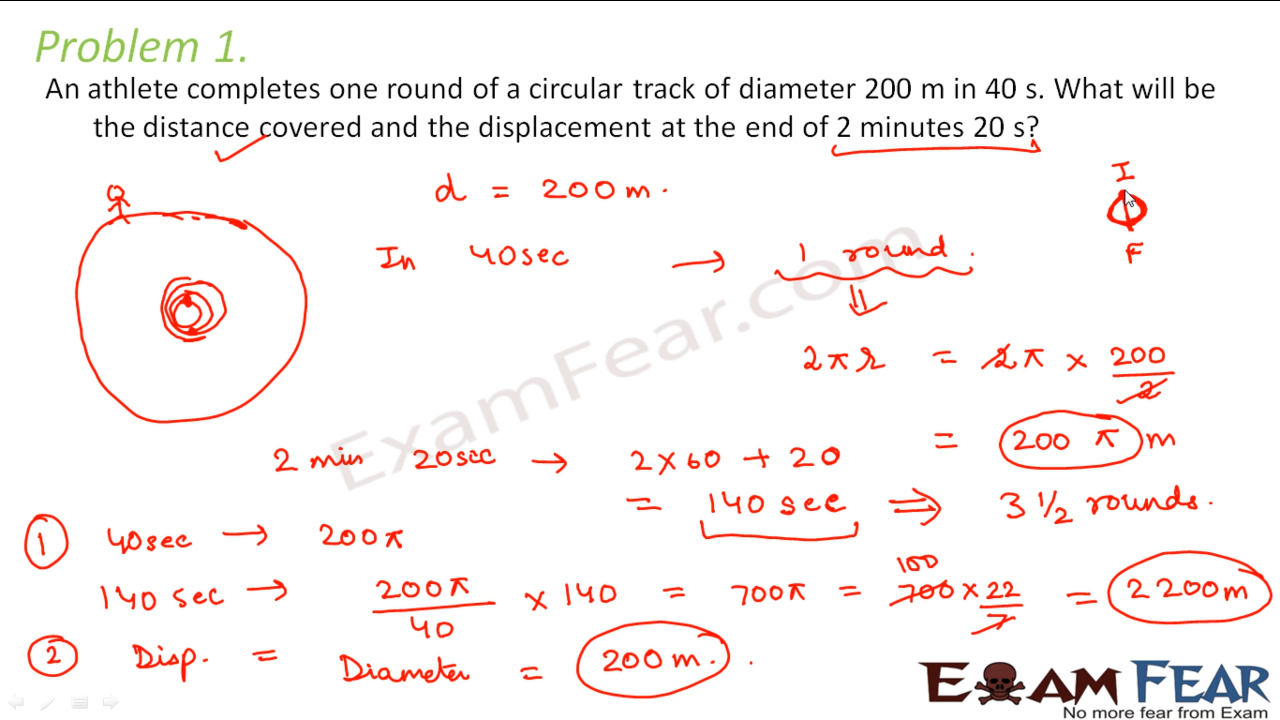 Problem 1.
An athlete completes one round of a circular track of diameter 200 m in 40 s. What will be
the distance covered and the displacement at the end of 2 minutes 20 s?
d = 200 m.
I
F
In 40sec → 1 round.
⇓
2πr = 2π × 200/2
= 200 π m
2 min 20sec → 2×60 + 20
= 140 sec ⇒ 3 1/2 rounds.
① 40sec → 200π
140 sec → 200π/40 × 140 = 700π = 100 700 × 22/7 = 2200m
② Disp. = Diameter = 200m.
ExamFear.com
EXAM FEAR
No more fear from Exam